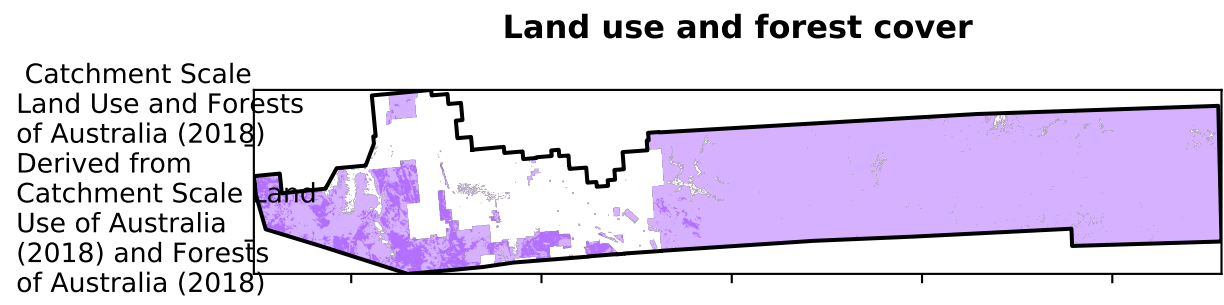 Land use and forest cover
Catchment Scale
Land Use and Forests
of Australia (2018)
Derived from
Catchment Scale Land
Use of Australia
(2018) and Forests
of Australia (2018)